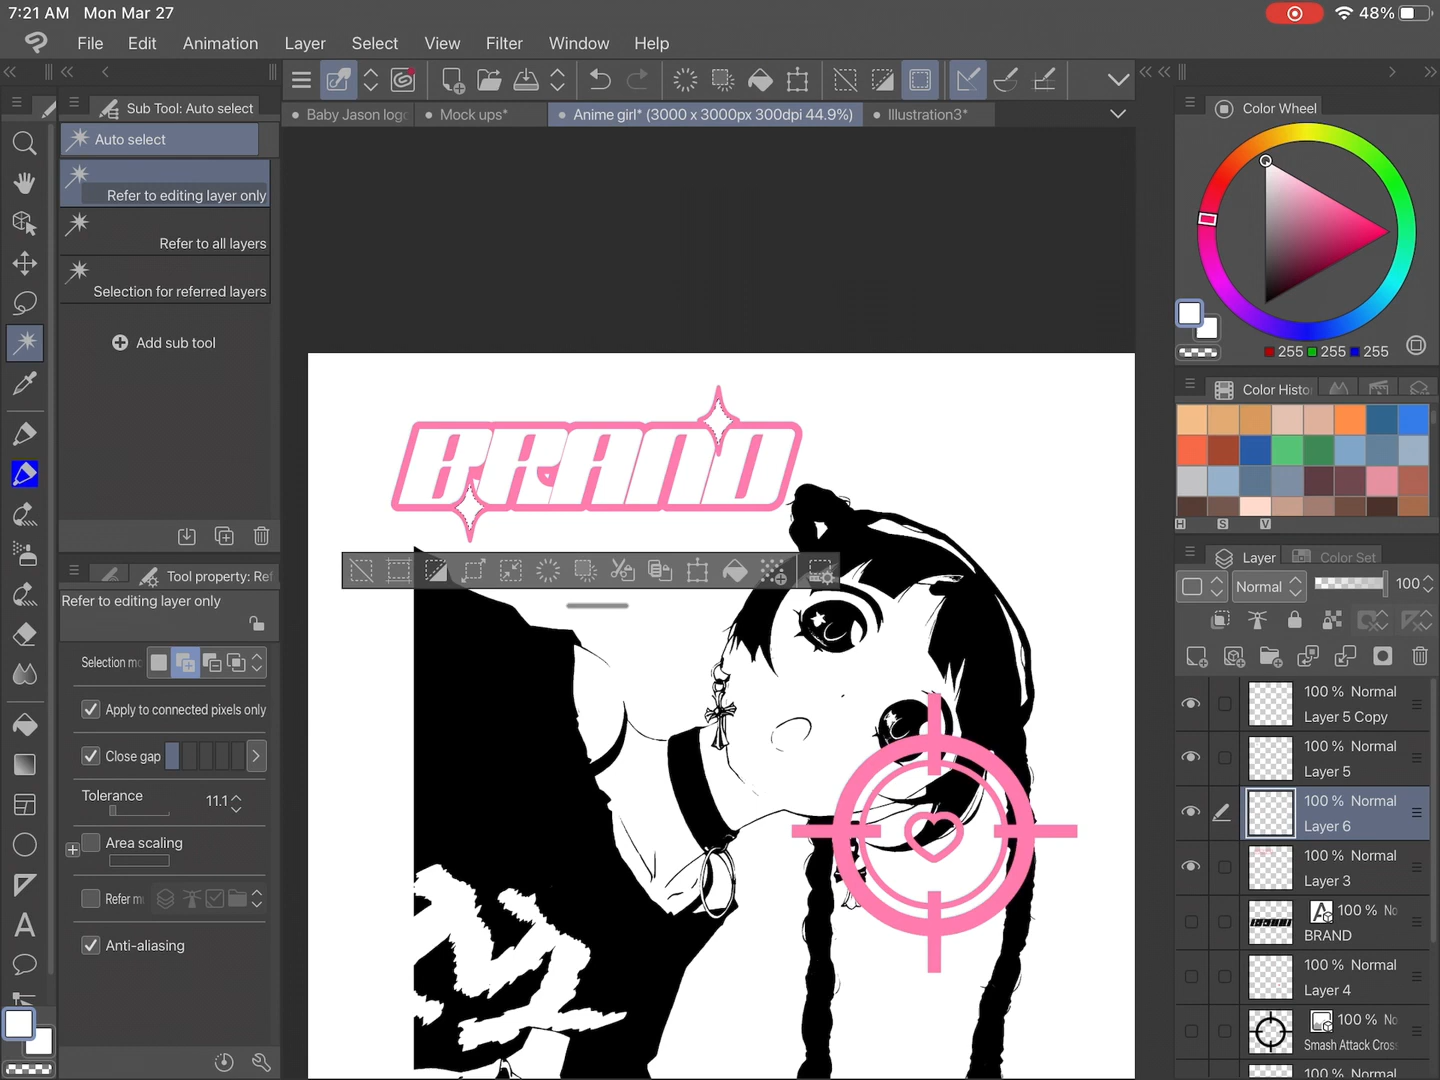 7:21 AM Mon Mar 27
48%
File Edit Animation Layer Select View Filter Window Help
Sub Tool: Auto select
Auto select
Refer to editing layer only
Refer to all layers
Selection for referred layers
Add sub tool
Tool property: Ref
Refer to editing layer only
Selection mo
Apply to connected pixels only
Close gap
Tolerance 11.1
Area scaling
Refer mu
Anti-aliasing
Baby Jason logo
Mock ups*
Anime girl* (3000 x 3000px 300dpi 44.9%)
Illustration3*
BRAND
Color Wheel
255 255 255
Color Histo
H S V
Layer
Color Set
Normal 100
100 % Normal
Layer 5 Copy
100 % Normal
Layer 5
100 % Normal
Layer 6
100 % Normal
Layer 3
100 % No
BRAND
100 % Normal
Layer 4
100 % No
Smash Attack Cros
100 % Normal